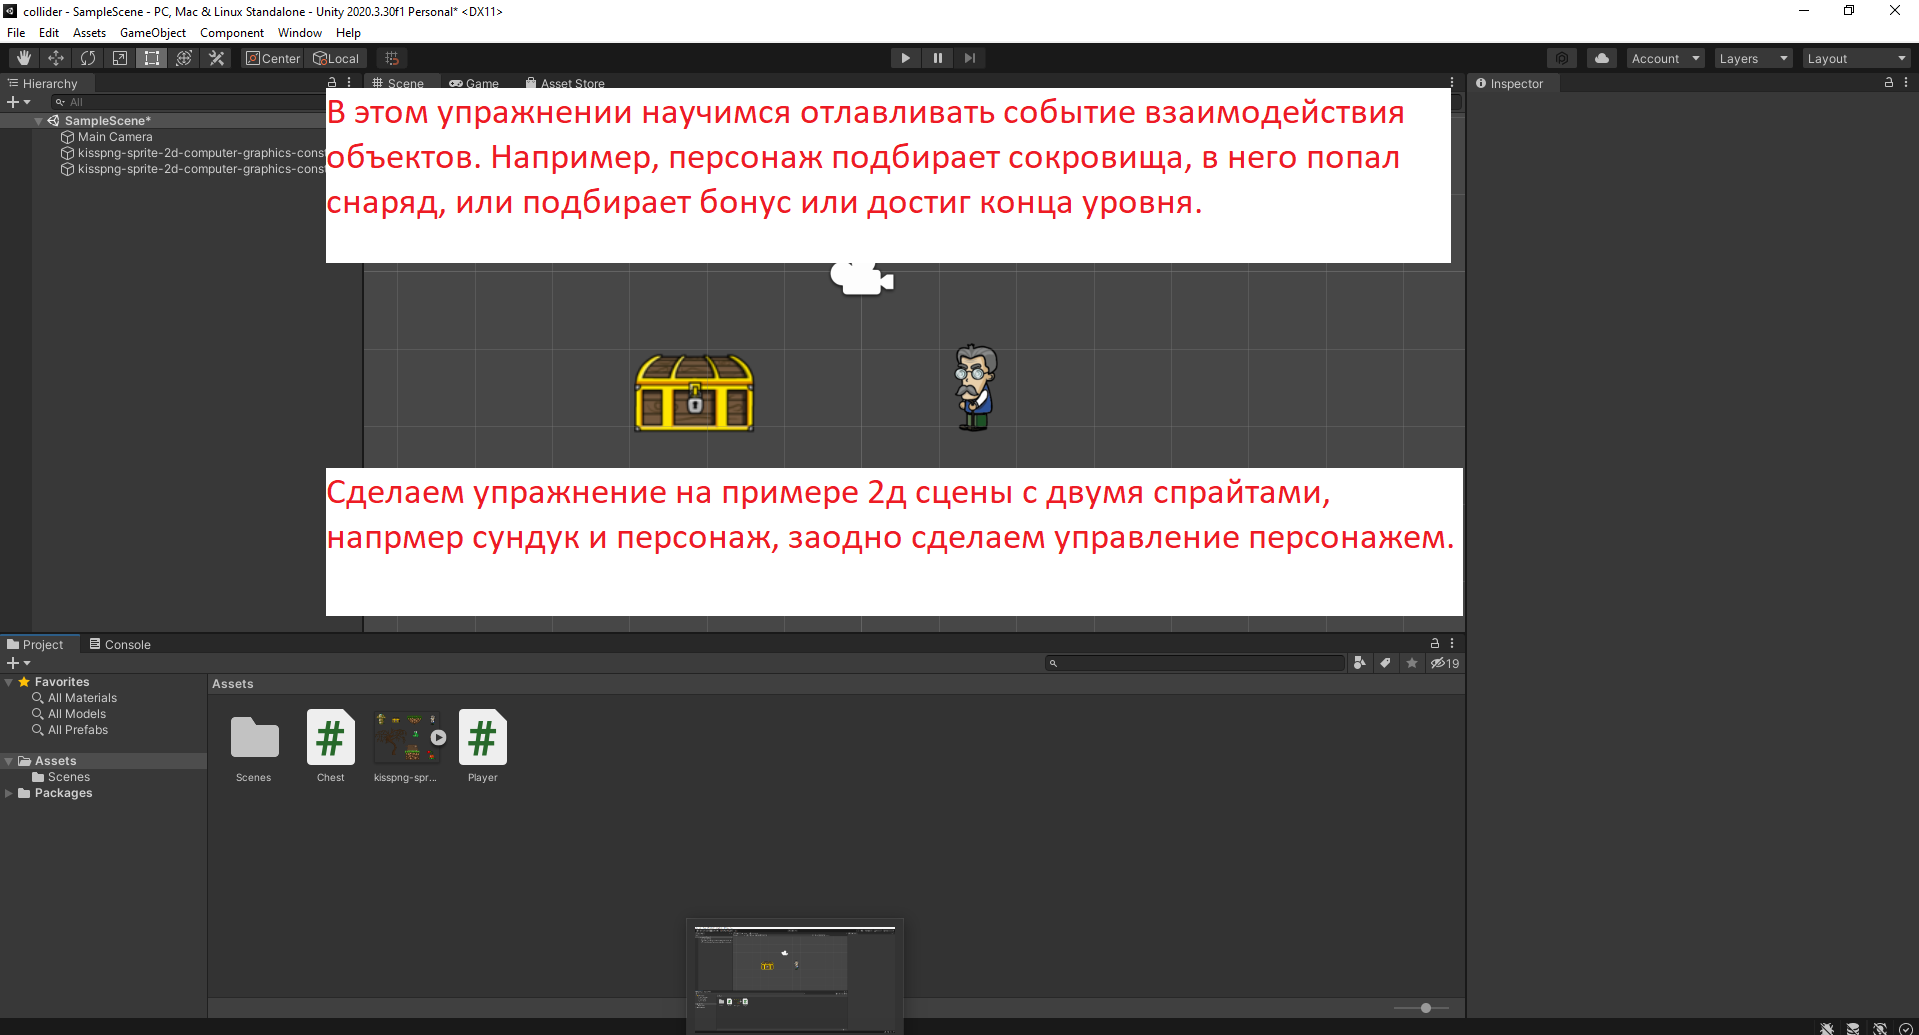 collider - SampleScene - PC, Mac & Linux Standalone - Unity 2020.3.30f1 Personal* <DX11>
File Edit Assets GameObject Component Window Help
Center Local Account Layers Layout
Hierarchy Scene Game Asset Store Inspector
All
SampleScene*
Main Camera
kisspng-sprite-2d-computer-graphics-const
kisspng-sprite-2d-computer-graphics-const
В этом упражнении научимся отлавливать событие взаимодействия
объектов. Например, персонаж подбирает сокровища, в него попал
снаряд, или подбирает бонус или достиг конца уровня.
Сделаем упражнение на примере 2д сцены с двумя спрайтами,
напрмер сундук и персонаж, заодно сделаем управление персонажем.
Project Console
19
Favorites
All Materials
All Models
All Prefabs
Assets
Scenes
Packages
Assets
Scenes Chest kisspng-spr... Player